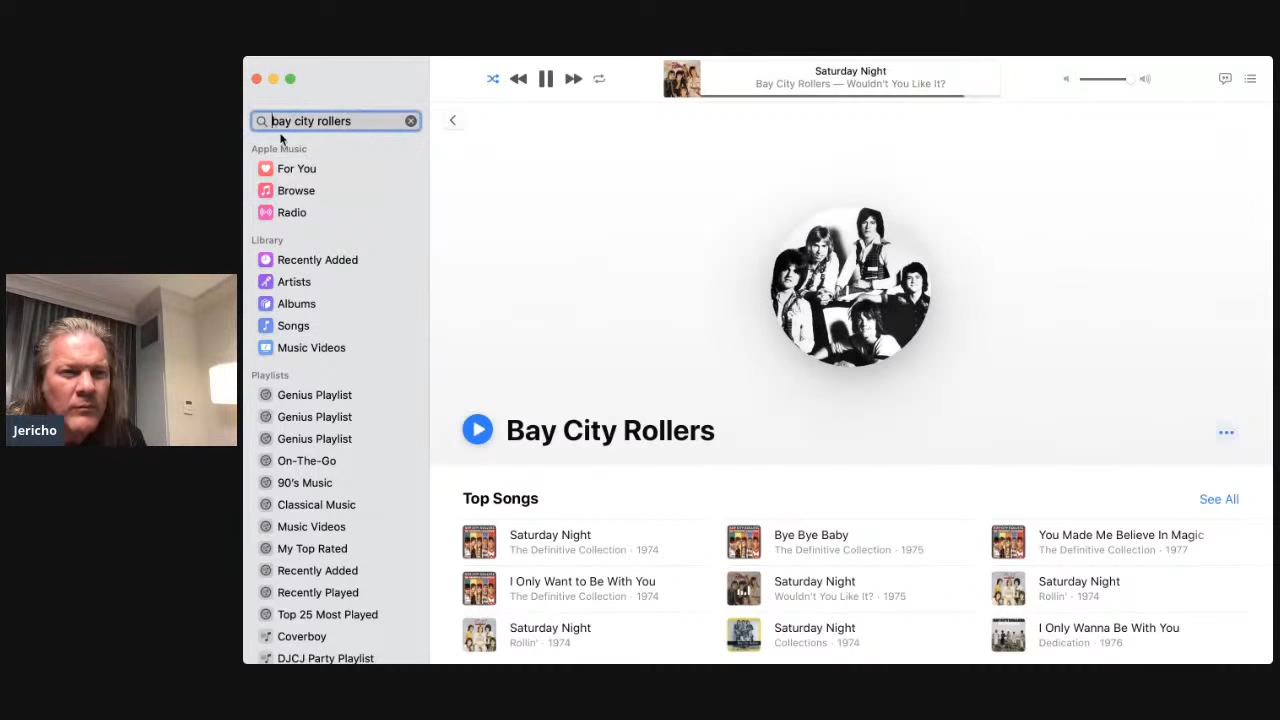 Saturday Night
Bay City Rollers — Wouldn't You Like It?
bay city rollers
Apple Music
For You
Browse
Radio
Library
Recently Added
Artists
Albums
Songs
Music Videos
Playlists
Genius Playlist
Genius Playlist
Genius Playlist
On-The-Go
90's Music
Classical Music
Music Videos
My Top Rated
Recently Added
Recently Played
Top 25 Most Played
Coverboy
DJCJ Party Playlist
Jericho
Bay City Rollers
Top Songs
See All
Saturday Night
The Definitive Collection · 1974
Bye Bye Baby
The Definitive Collection · 1975
You Made Me Believe In Magic
The Definitive Collection · 1977
I Only Want to Be With You
The Definitive Collection · 1974
Saturday Night
Wouldn't You Like It? · 1975
Saturday Night
Rollin' · 1974
Saturday Night
Rollin' · 1974
Saturday Night
Collections · 1974
I Only Wanna Be With You
Dedication · 1976